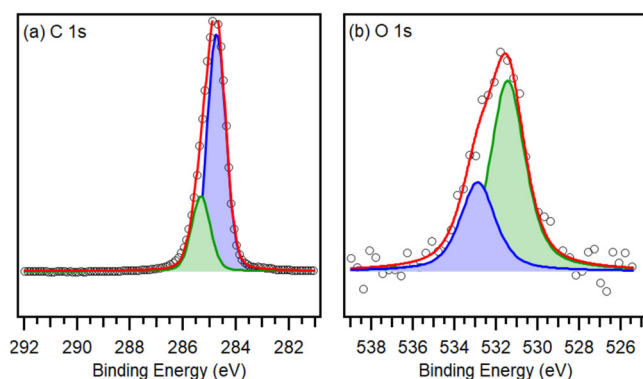 (a) C 1s
(b) O 1s
292 290 288 286 284 282
538 536 534 532 530 528 526
Binding Energy (eV)
Binding Energy (eV)